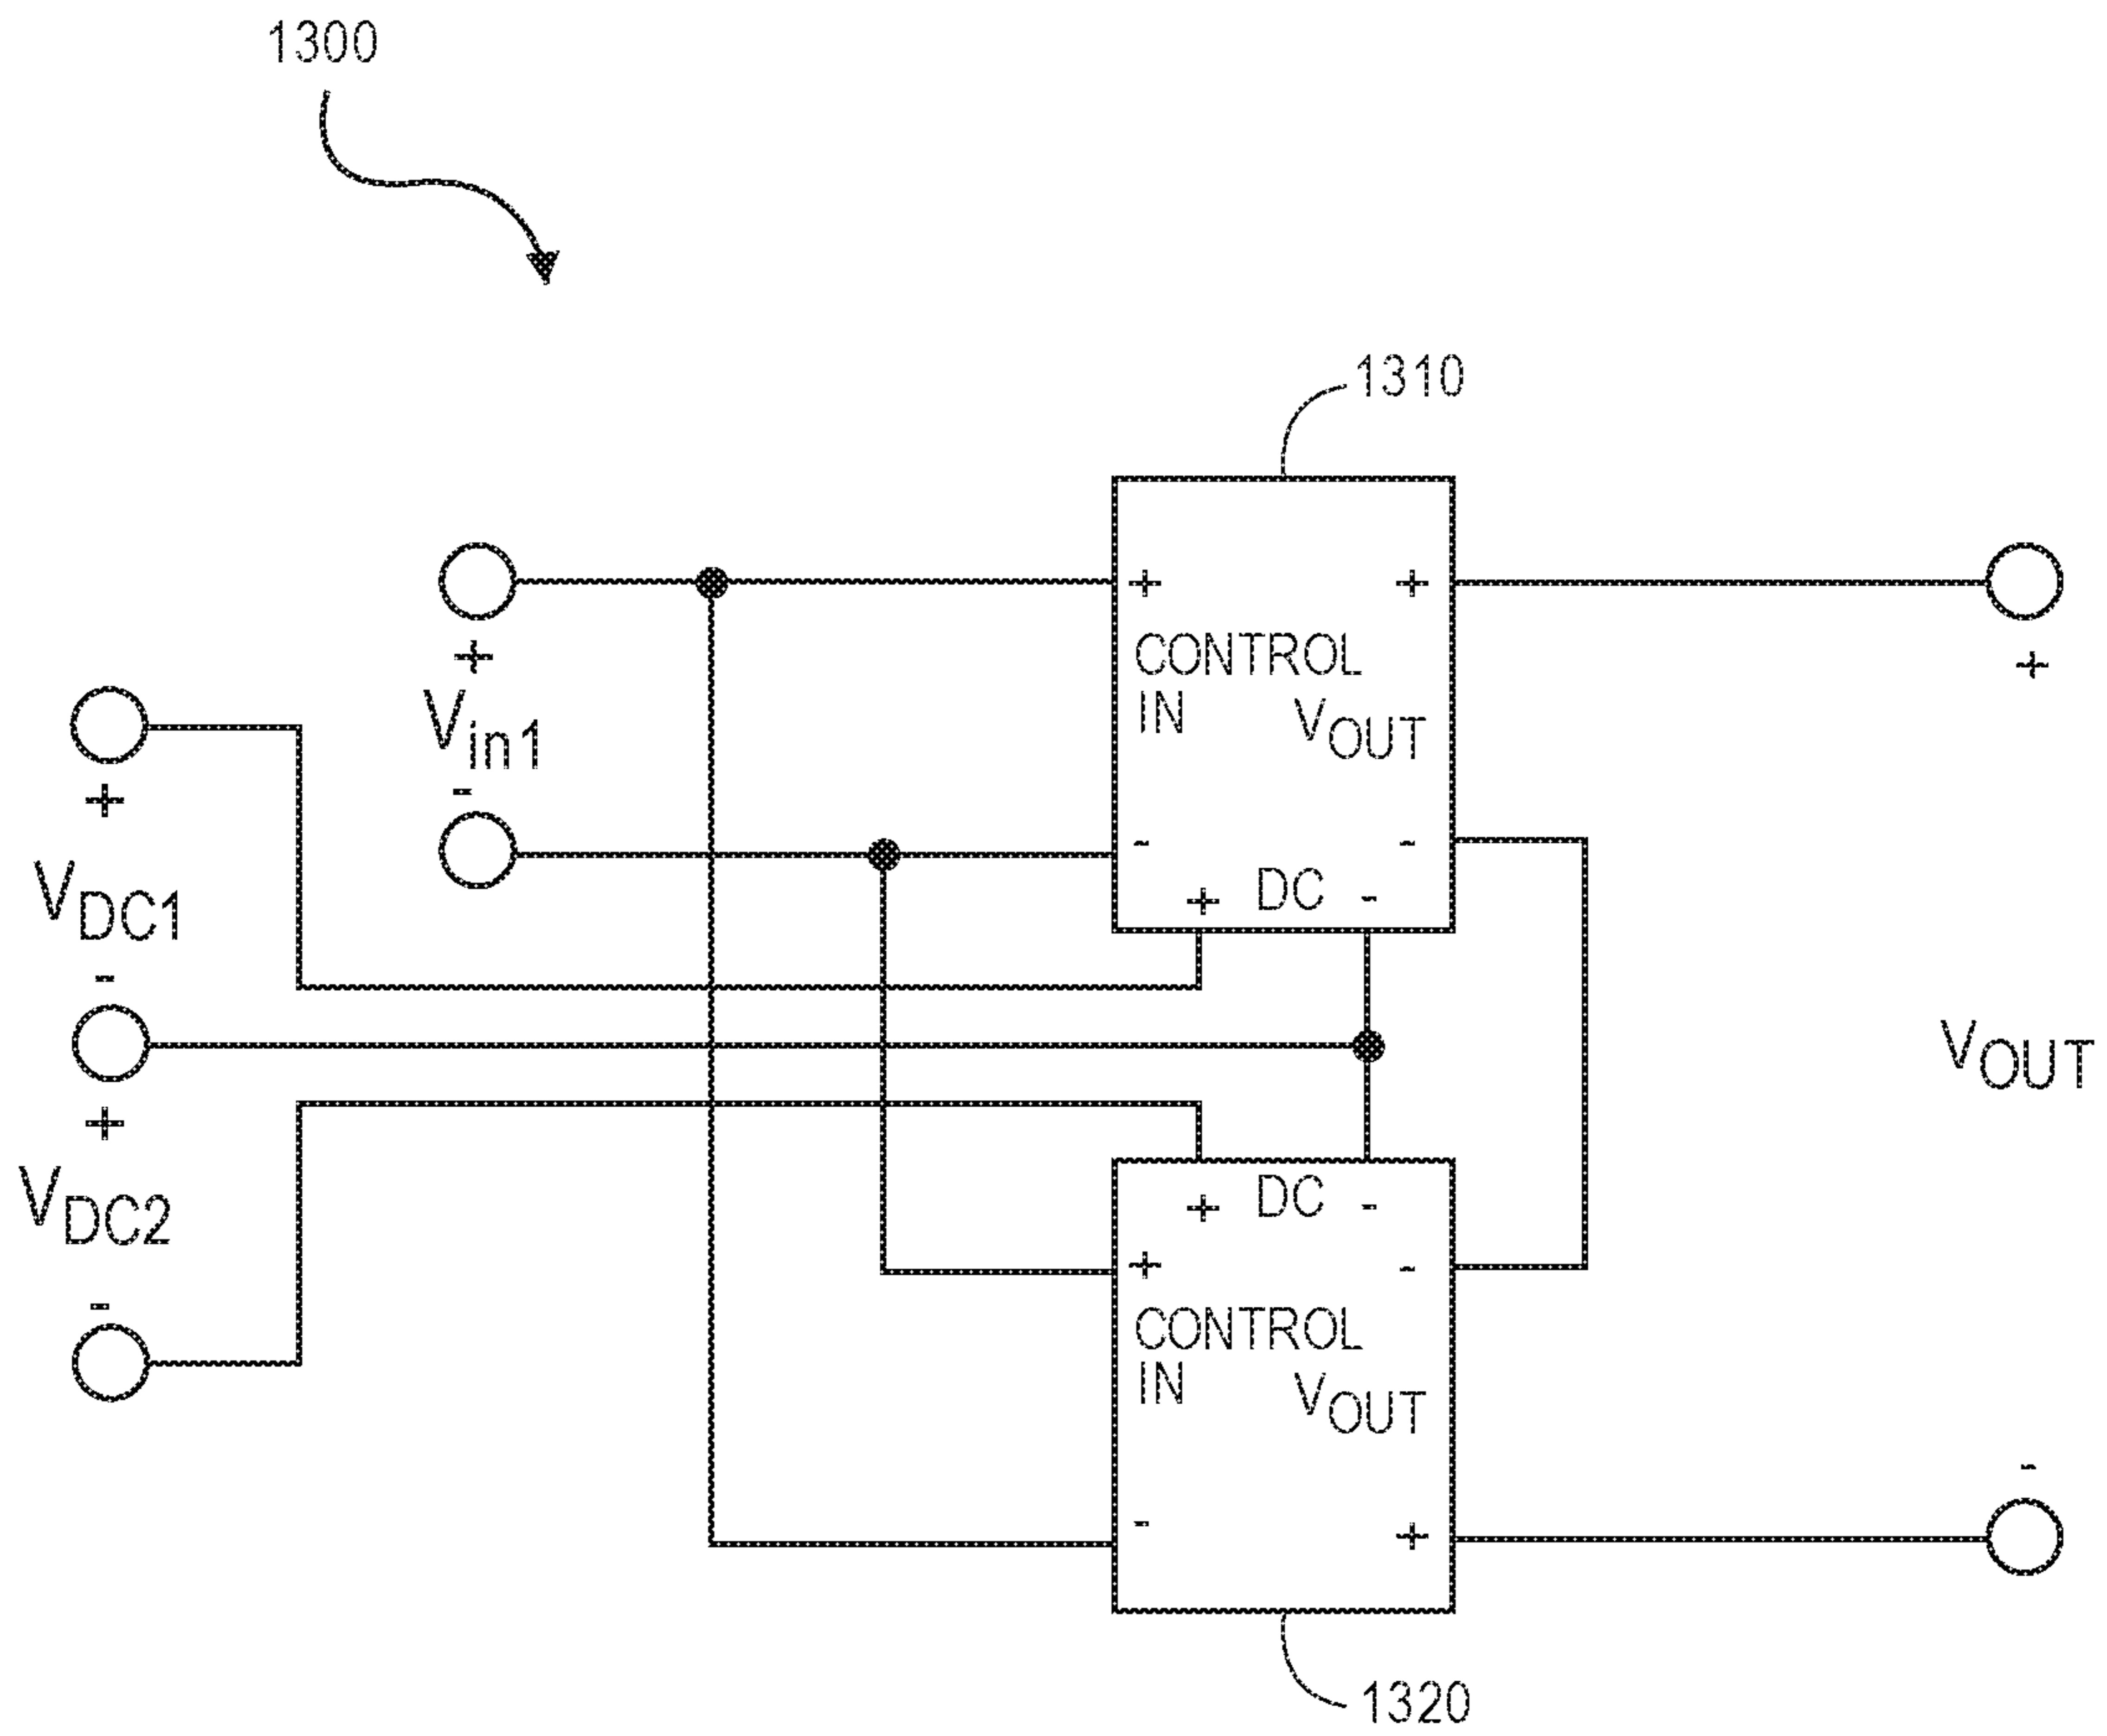 1300
1310
+ +
+
CONTROL
IN VOUT
+
Vin1
-
+
- -
+ DC -
VDC1
-
VOUT
+
VDC2
-
+ DC -
+ -
CONTROL
IN VOUT
-
- +
1320